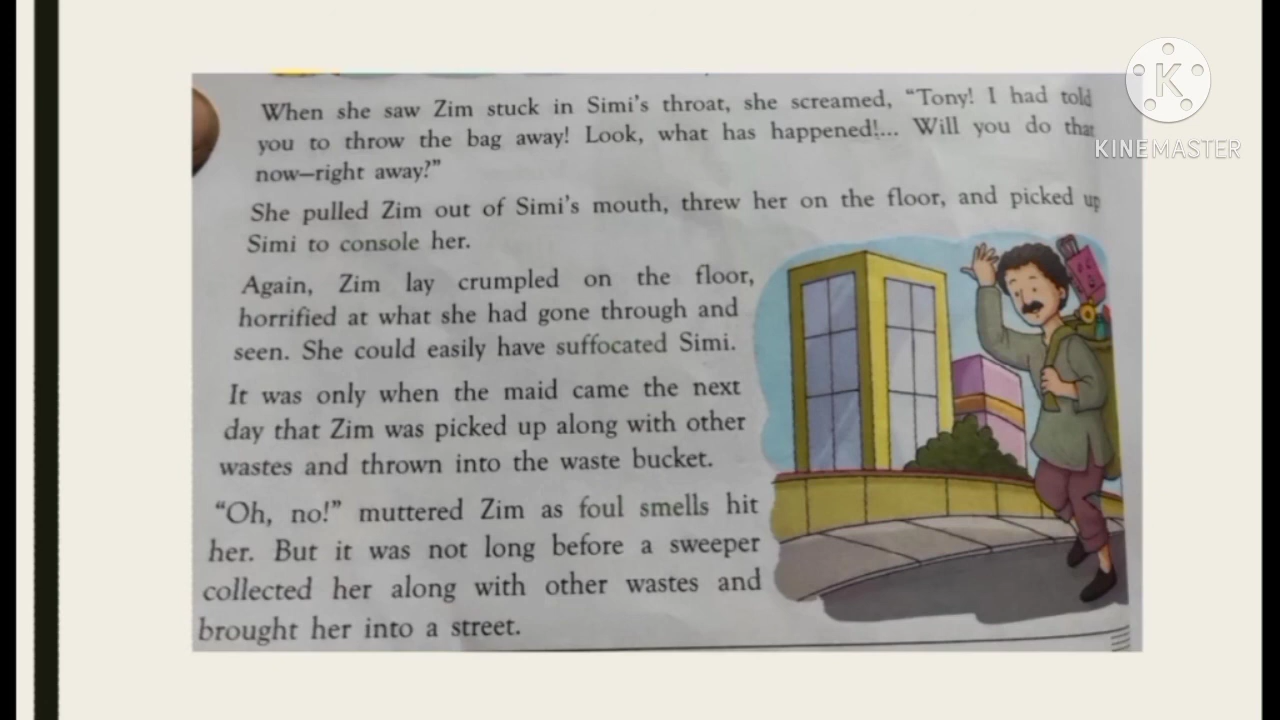 When she saw Zim stuck in Simi's throat, she screamed, "Tony! I had told
you to throw the bag away! Look, what has happened!... Will you do that
now—right away?"
She pulled Zim out of Simi's mouth, threw her on the floor, and picked up
Simi to console her.
Again, Zim lay crumpled on the floor,
horrified at what she had gone through and
seen. She could easily have suffocated Simi.
It was only when the maid came the next
day that Zim was picked up along with other
wastes and thrown into the waste bucket.
"Oh, no!" muttered Zim as foul smells hit
her. But it was not long before a sweeper
collected her along with other wastes and
brought her into a street.
K
KINEMASTER